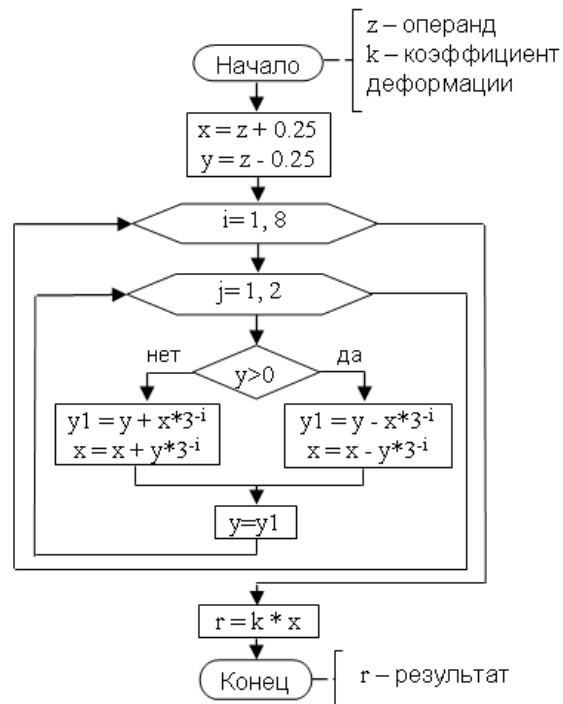 z – операнд
k – коэффициент
деформации
Начало
x = z + 0.25
y = z - 0.25
i= 1, 8
j= 1, 2
нет
да
y>0
y1 = y + x*3⁻ⁱ
x = x + y*3⁻ⁱ
y1 = y - x*3⁻ⁱ
x = x - y*3⁻ⁱ
y=y1
r = k * x
Конец
r – результат